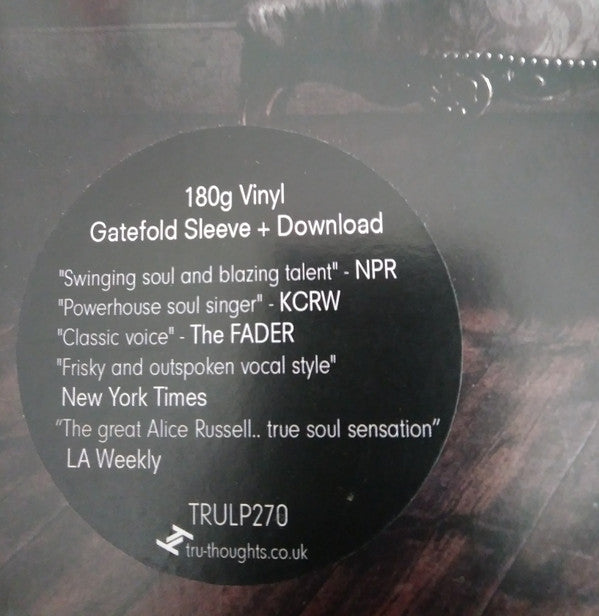 180g Vinyl
Gatefold Sleeve + Download
"Swinging soul and blazing talent" - NPR
"Powerhouse soul singer" - KCRW
"Classic voice" - The FADER
"Frisky and outspoken vocal style"
New York Times
"The great Alice Russell.. true soul sensation"
LA Weekly
TRULP270
tru-thoughts.co.uk